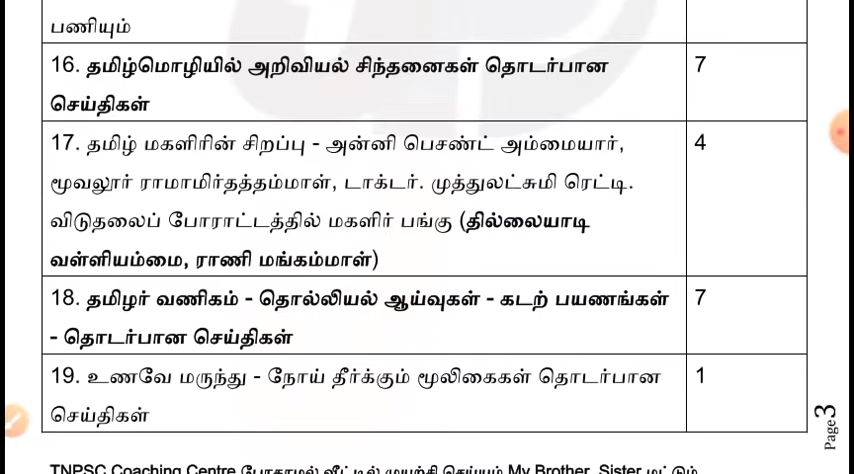 பணியும்
16. தமிழ்மொழியில் அறிவியல் சிந்தனைகள் தொடர்பான 7
செய்திகள்
17. தமிழ் மகளிரின் சிறப்பு - அன்னி பெசண்ட் அம்மையார், 4
மூவலூர் ராமாமிர்தத்தம்மாள், டாக்டர். முத்துலட்சுமி ரெட்டி.
விடுதலைப் போராட்டத்தில் மகளிர் பங்கு (தில்லையாடி
வள்ளியம்மை, ராணி மங்கம்மாள்)
18. தமிழர் வணிகம் - தொல்லியல் ஆய்வுகள் - கடற் பயணங்கள் 7
- தொடர்பான செய்திகள்
19. உணவே மருந்து - நோய் தீர்க்கும் மூலிகைகள் தொடர்பான 1
செய்திகள்
Page3
TNPSC Coaching Centre போகாமல் வீட்டில் முயற்சி செய்யும் My Brother, Sister மட்டும்